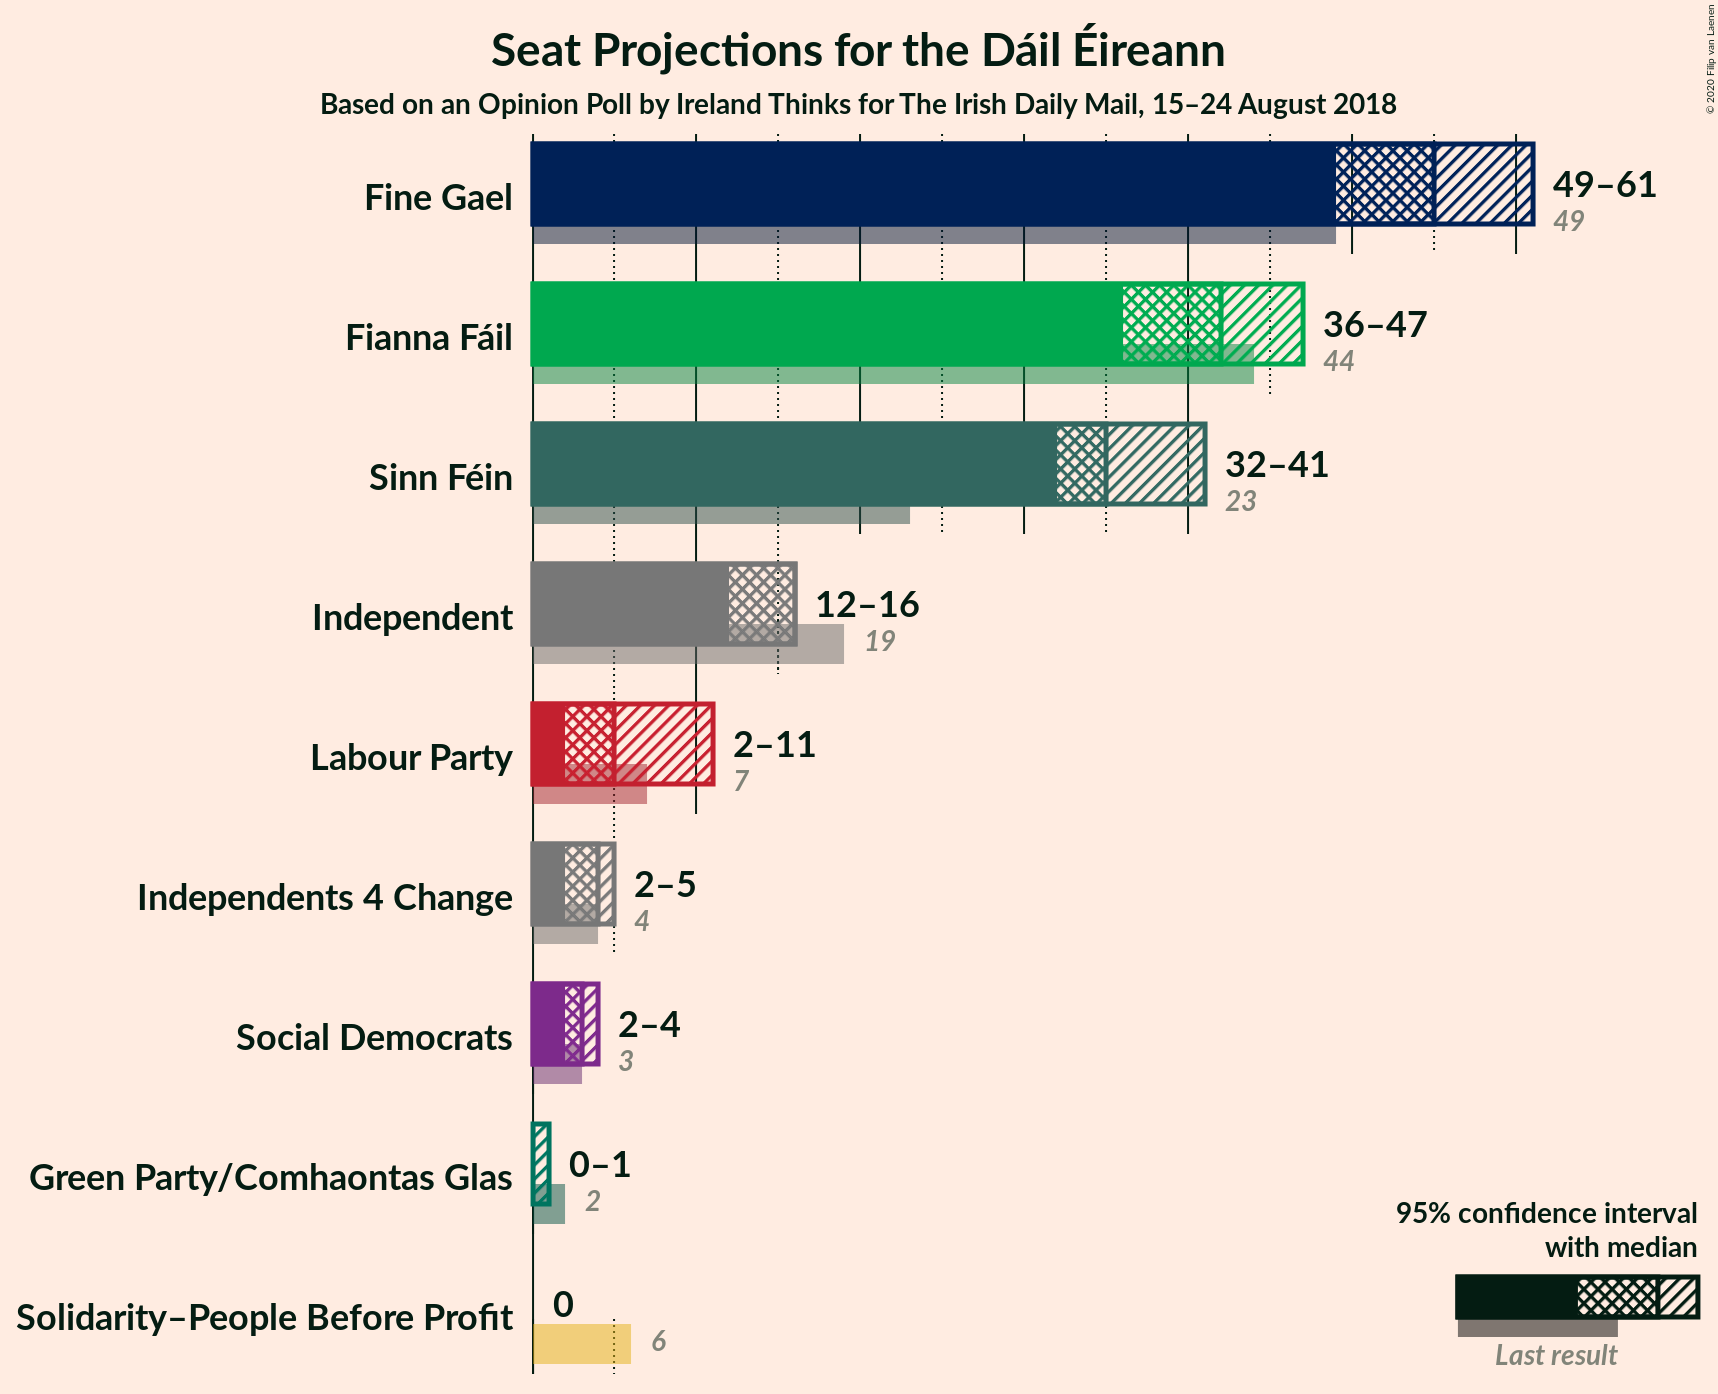 Seat Projections for the Dáil Éireann
Based on an Opinion Poll by Ireland Thinks for The Irish Daily Mail, 15–24 August 2018
© 2020 Filip van Laenen
Fine Gael
49–61
49
Fianna Fáil
36–47
44
Sinn Féin
32–41
23
Independent
12–16
19
Labour Party
2–11
7
Independents 4 Change
2–5
4
Social Democrats
2–4
3
Green Party/Comhaontas Glas
0–1
2
Solidarity–People Before Profit
0
6
95% confidence interval
with median
Last result